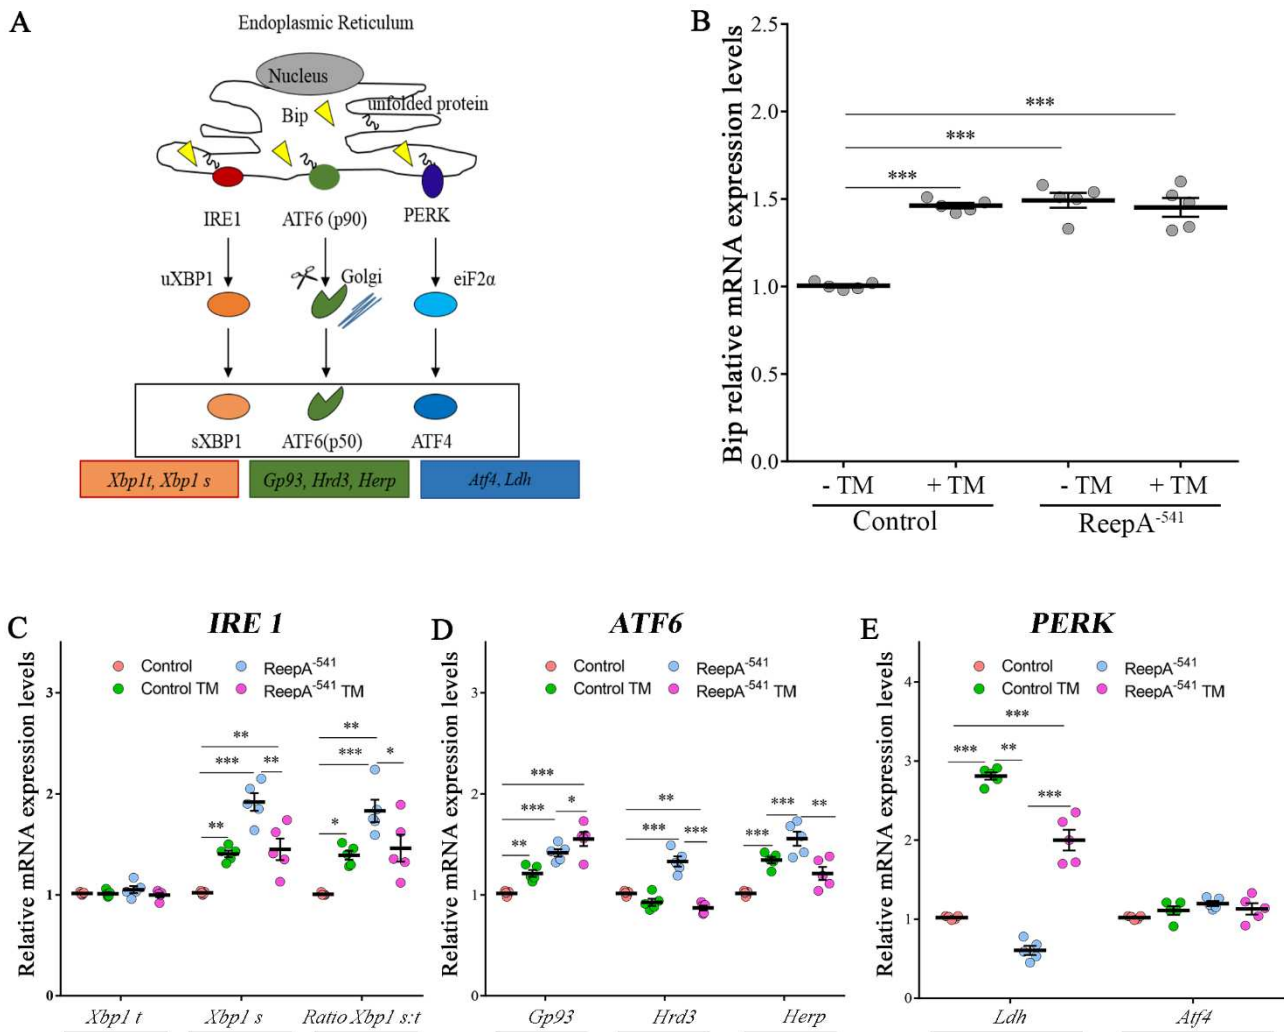 A
Endoplasmic Reticulum
Nucleus
Bip
unfolded protein
IRE1
ATF6 (p90)
PERK
uXBP1
Golgi
eiF2α
sXBP1
ATF6(p50)
ATF4
Xbp1t, Xbp1 s
Gp93, Hrd3, Herp
Atf4, Ldh
B
Bip relative mRNA expression levels
2.5
2.0
1.5
1.0
0.5
0.0
***
***
***
- TM
+ TM
- TM
+ TM
Control
ReepA-541
C
IRE 1
Relative mRNA expression levels
3
2
1
0
Control
Control TM
ReepA-541
ReepA-541 TM
**
***
**
**
**
***
*
*
Xbp1 t
Xbp1 s
Ratio Xbp1 s:t
D
ATF6
Relative mRNA expression levels
3
2
1
0
Control
Control TM
ReepA-541
ReepA-541 TM
***
***
*
**
**
***
***
***
**
***
Gp93
Hrd3
Herp
E
PERK
Relative mRNA expression levels
4
3
2
1
0
Control
Control TM
ReepA-541
ReepA-541 TM
***
***
**
***
Ldh
Atf4